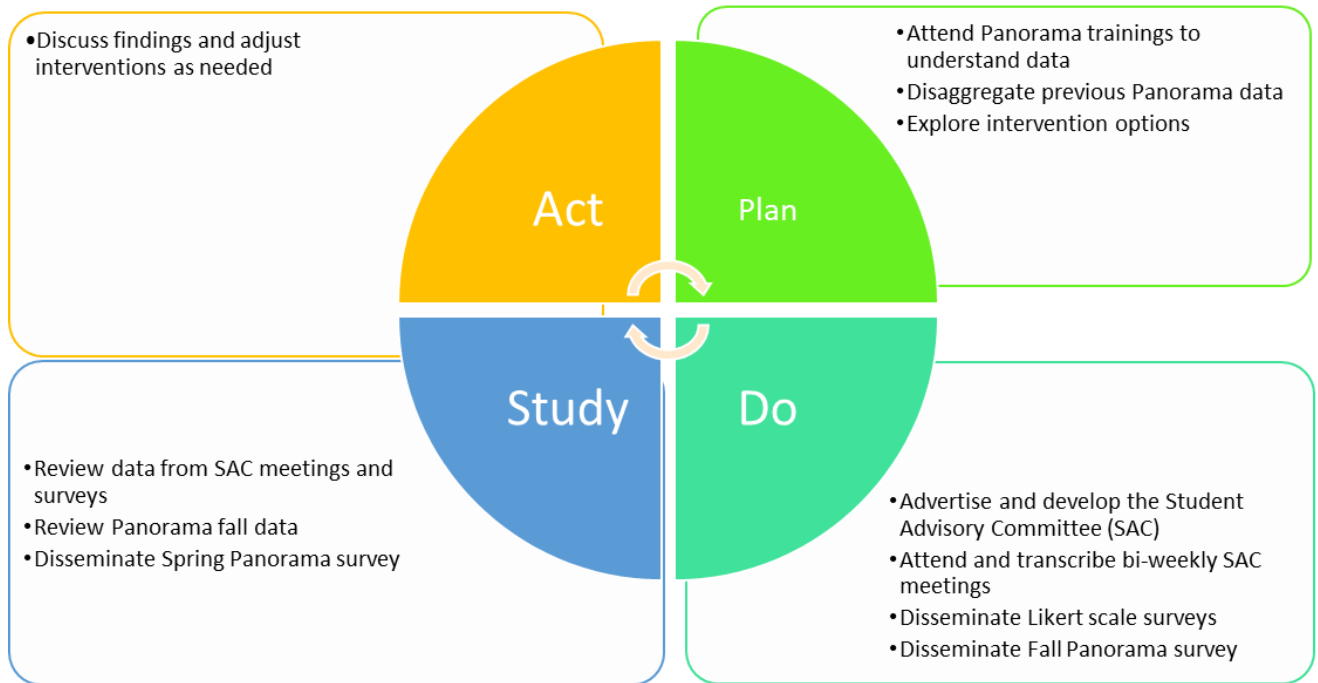 •Discuss findings and adjust
interventions as needed
•Attend Panorama trainings to
understand data
•Disaggregate previous Panorama data
•Explore intervention options
Act
Plan
Study
Do
•Review data from SAC meetings and
surveys
•Review Panorama fall data
•Disseminate Spring Panorama survey
•Advertise and develop the Student
Advisory Committee (SAC)
•Attend and transcribe bi-weekly SAC
meetings
•Disseminate Likert scale surveys
•Disseminate Fall Panorama survey